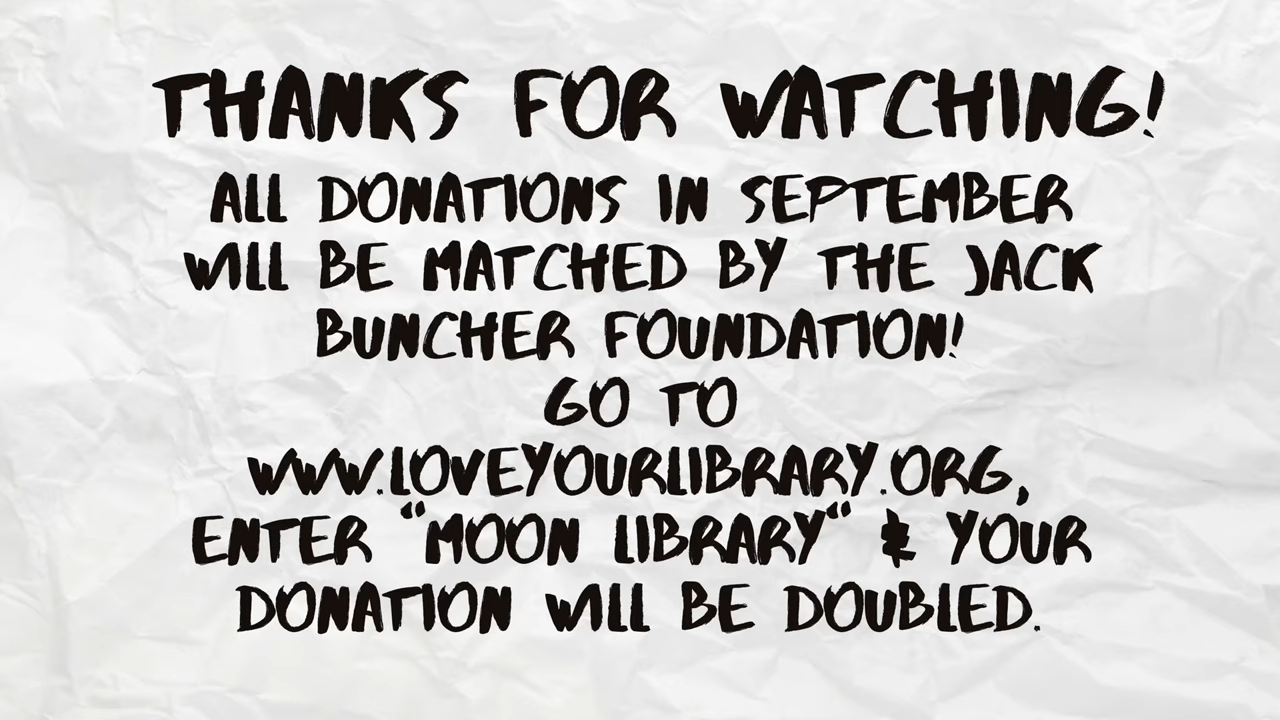 THANKS FOR WATCHING!
ALL DONATIONS IN SEPTEMBER
WILL BE MATCHED BY THE JACK
BUNCHER FOUNDATION!
GO TO
WWW.LOVEYOURLIBRARY.ORG,
ENTER “MOON LIBRARY“ & YOUR
DONATION WILL BE DOUBLED.